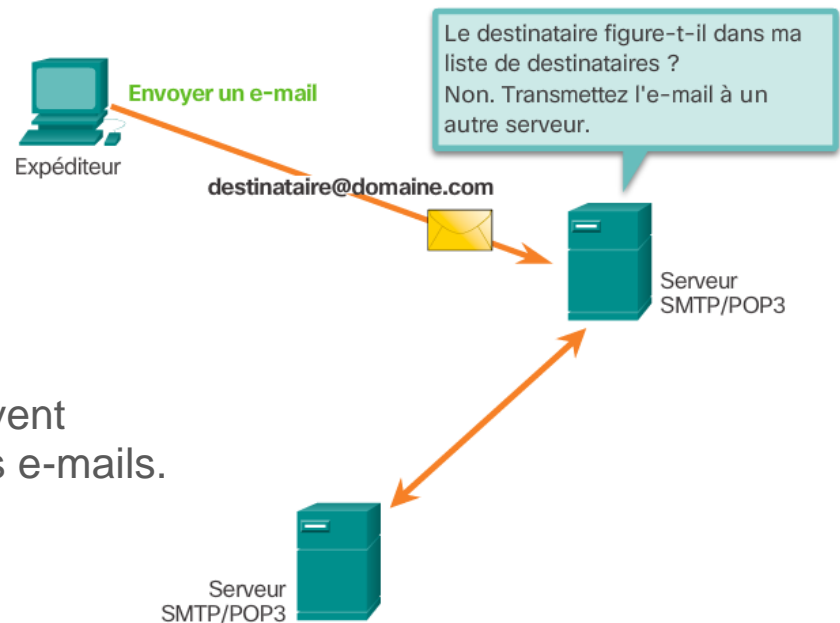 Le destinataire figure-t-il dans ma
liste de destinataires ?
Non. Transmettez l'e-mail à un
autre serveur.
Envoyer un e-mail
Expéditeur
destinataire@domaine.com
Serveur
SMTP/POP3
e-mails.
Serveur
SMTP/POP3